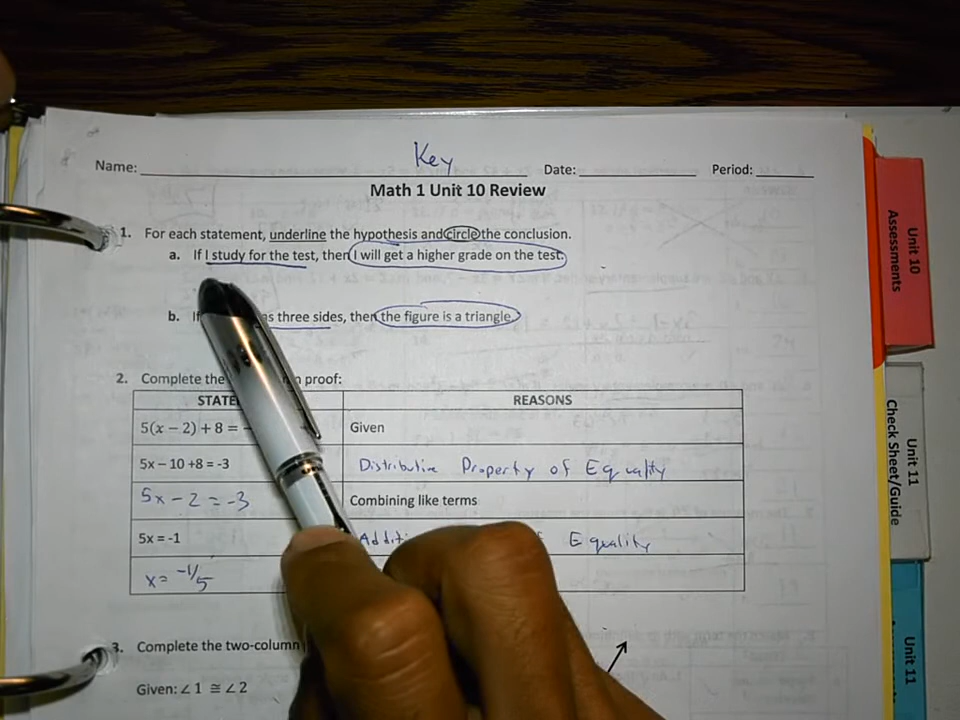 Key
Name: Date: Period:
Math 1 Unit 10 Review
1. For each statement, underline the hypothesis and circle the conclusion.
a. If I study for the test, then I will get a higher grade on the test.
b. If as three sides, then the figure is a triangle.
2. Complete the proof:
REASONS
5(x − 2) + 8 = Given
5x – 10 +8 = -3 Distributive Property of Equality
5x - 2 = -3 Combining like terms
5x = -1 Equality
x = -1/5
3. Complete the two-column
Given: ∠1 ≅ ∠2
Unit 10
Assessments
Unit 11
Check Sheet/Guide
Unit 11